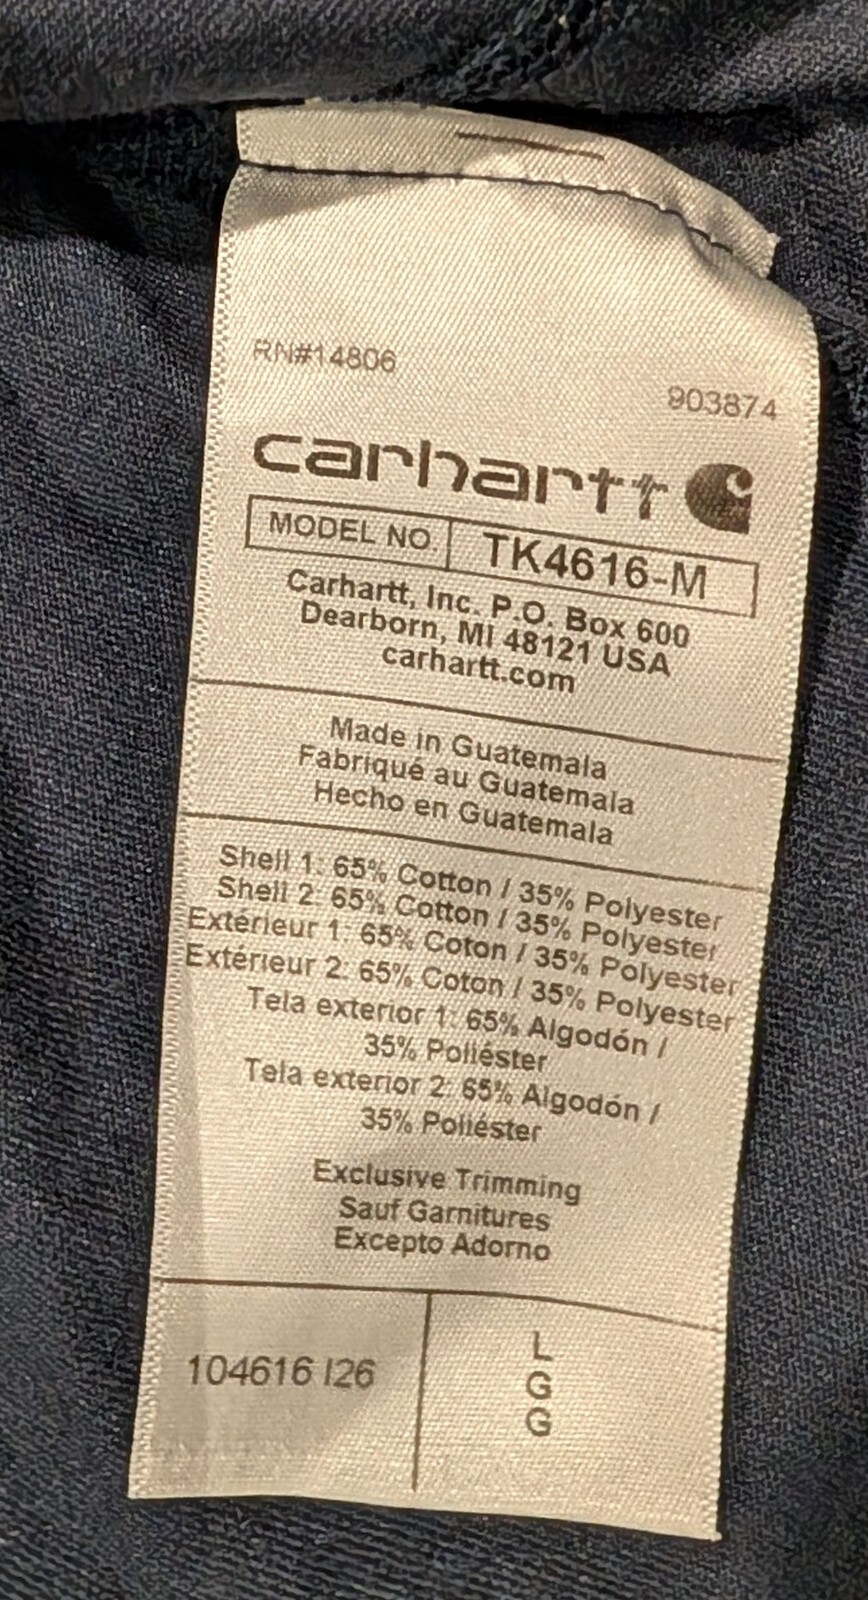 RN#14806
903874
carhartt
MODEL NO. TK4616-M
Carhartt, Inc. P.O. Box 600
Dearborn, MI 48121 USA
carhartt.com
Made in Guatemala
Fabriqué au Guatemala
Hecho en Guatemala
Shell 1: 65% Cotton / 35% Polyester
Shell 2: 65% Cotton / 35% Polyester
Extérieur 1: 65% Coton / 35% Polyester
Extérieur 2: 65% Coton / 35% Polyester
Tela exterior 1: 65% Algodón /
35% Poliéster
Tela exterior 2: 65% Algodón /
35% Poliéster
Exclusive Trimming
Sauf Garnitures
Excepto Adorno
104616 I26
L
G
G